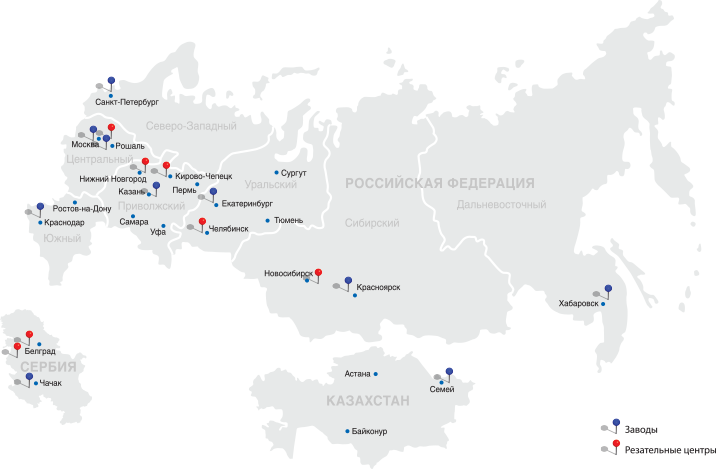 Санкт-Петербург
Северо-Западный
Москва
Рошаль
Центральный
Нижний Новгород
Кирово-Чепецк
Сургут
Казань
Пермь
Уральский
РОССИЙСКАЯ ФЕДЕРАЦИЯ
Ростов-на-Дону
Приволжский
Екатеринбург
Дальневосточный
Краснодар
Самара
Тюмень
Сибирский
Уфа
Челябинск
Южный
Новосибирск
Красноярск
Хабаровск
Белград
СЕРБИЯ
Чачак
Астана
Семей
КАЗАХСТАН
Байконур
Заводы
Резательные центры